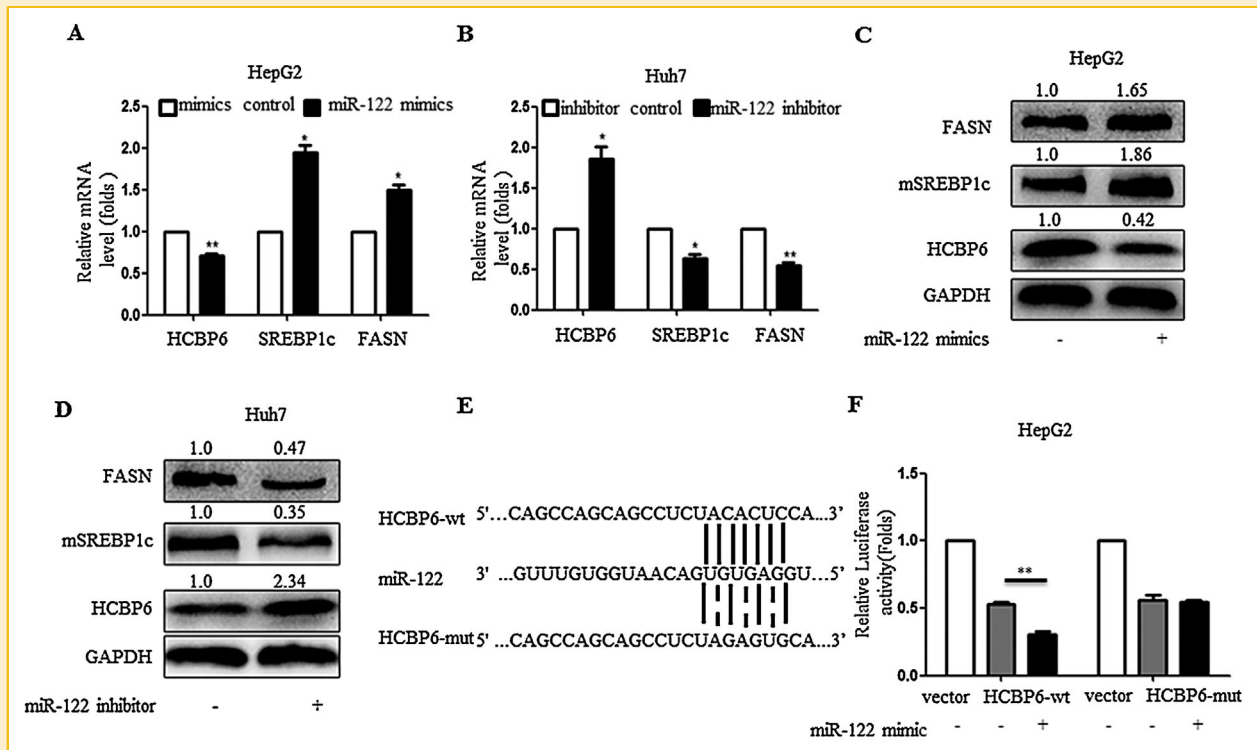 A
HepG2
mimics control miR-122 mimics
Relative mRNA level (folds)
2.5
2.0
1.5
1.0
0.5
0.0
**
*
*
HCBP6 SREBP1c FASN
B
Huh7
inhibitor control miR-122 inhibitor
Relative mRNA level (folds)
2.5
2.0
1.5
1.0
0.5
0.0
*
*
**
HCBP6 SREBP1c FASN
C
HepG2
1.0 1.65
FASN
1.0 1.86
mSREBP1c
1.0 0.42
HCBP6
GAPDH
miR-122 mimics - +
D
Huh7
1.0 0.47
FASN
1.0 0.35
mSREBP1c
1.0 2.34
HCBP6
GAPDH
miR-122 inhibitor - +
E
HCBP6-wt 5'...CAGCCAGCAGCCUCUACACUCCA...3'
miR-122 3' ...GUUUGUGGUAACAGUGUGAGGU...5'
HCBP6-mut 5' ...CAGCCAGCAGCCUCUAGAGUGCA...3'
F
HepG2
Relative Luciferase activity(Folds)
1.5
1.0
0.5
0.0
**
vector HCBP6-wt vector HCBP6-mut
miR-122 mimic - - + - - +